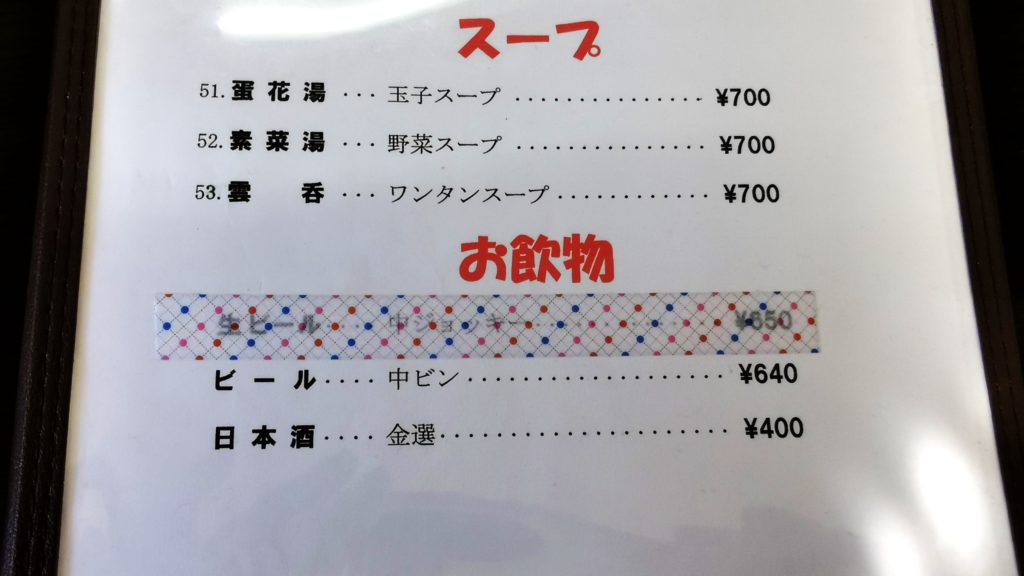 スープ
51. 蛋花湯 ··· 玉子スープ ················ ¥700
52. 素菜湯 ··· 野菜スープ ················ ¥700
53. 雲 呑 ··· ワンタンスープ ············ ¥700
お飲物
生ビール ···· 中ジョッキー ·············· ¥650
ビール ···· 中ビン ···················· ¥640
日本酒 ···· 金選 ······················ ¥400